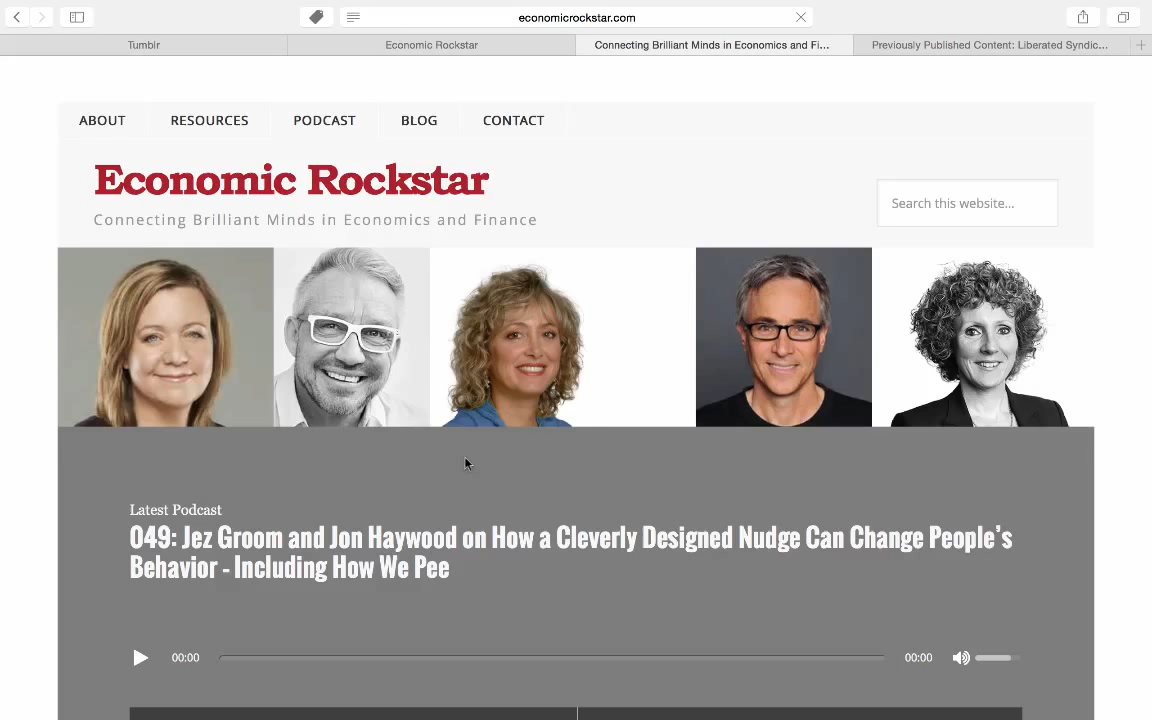 economicrockstar.com
Tumblr
Economic Rockstar
Connecting Brilliant Minds in Economics and Fi...
Previously Published Content: Liberated Syndic...
ABOUT
RESOURCES
PODCAST
BLOG
CONTACT
Economic Rockstar
Connecting Brilliant Minds in Economics and Finance
Search this website...
Latest Podcast
049: Jez Groom and Jon Haywood on How a Cleverly Designed Nudge Can Change People's
Behavior - Including How We Pee
00:00
00:00